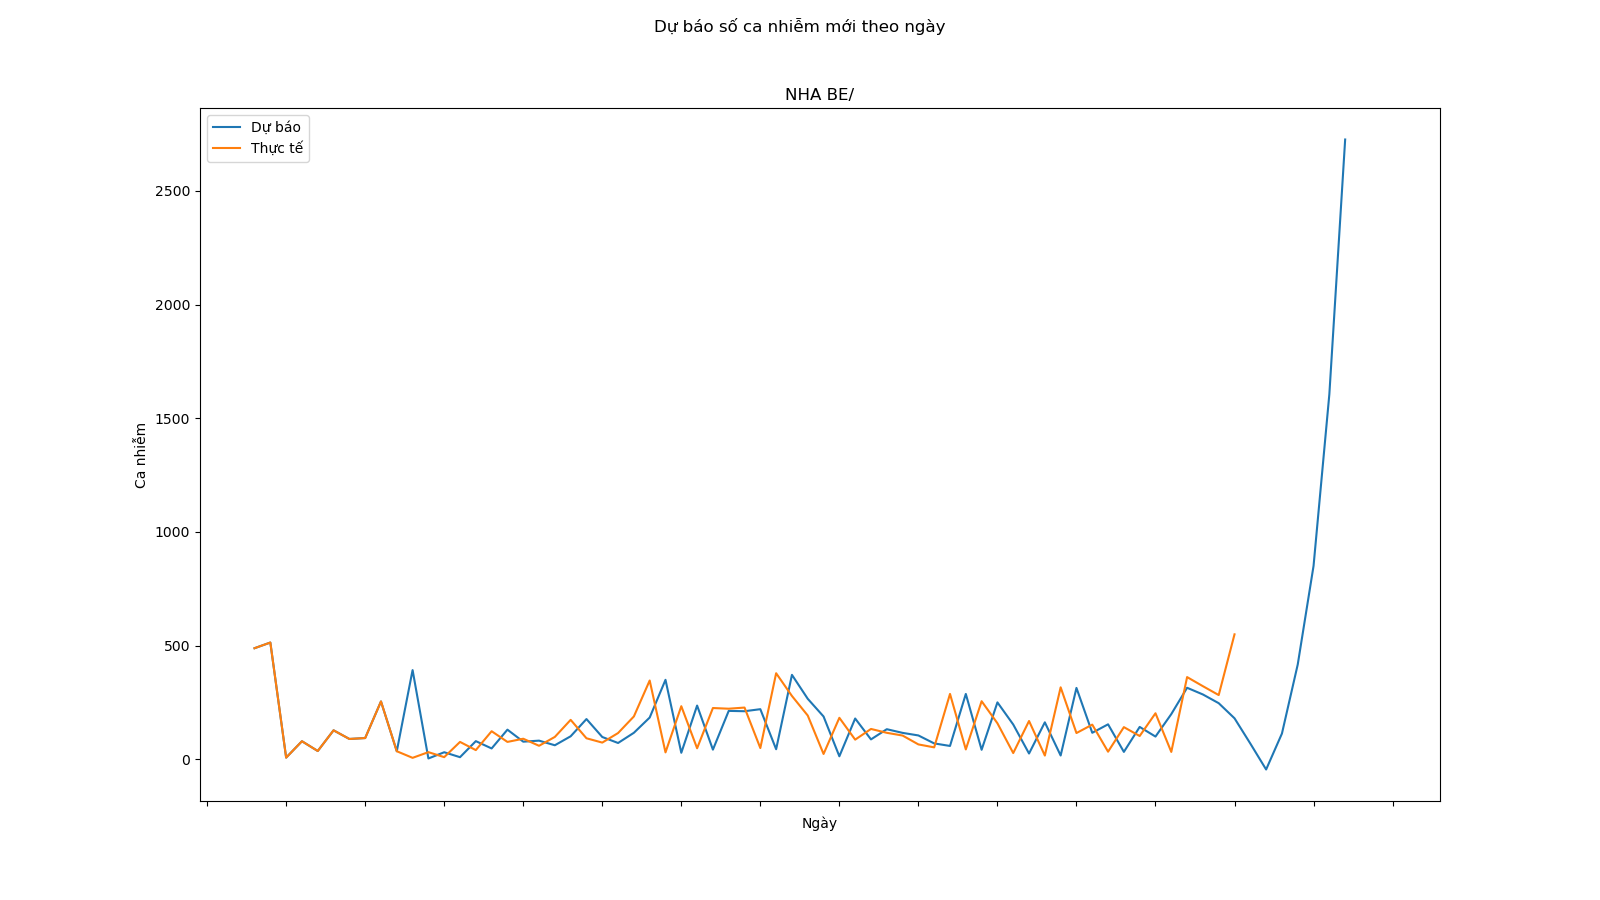 Dự báo số ca nhiễm mới theo ngày
NHA BE/
Dự báo
Thực tế
2500
2000
1500
1000
500
0
Ca nhiễm
Ngày